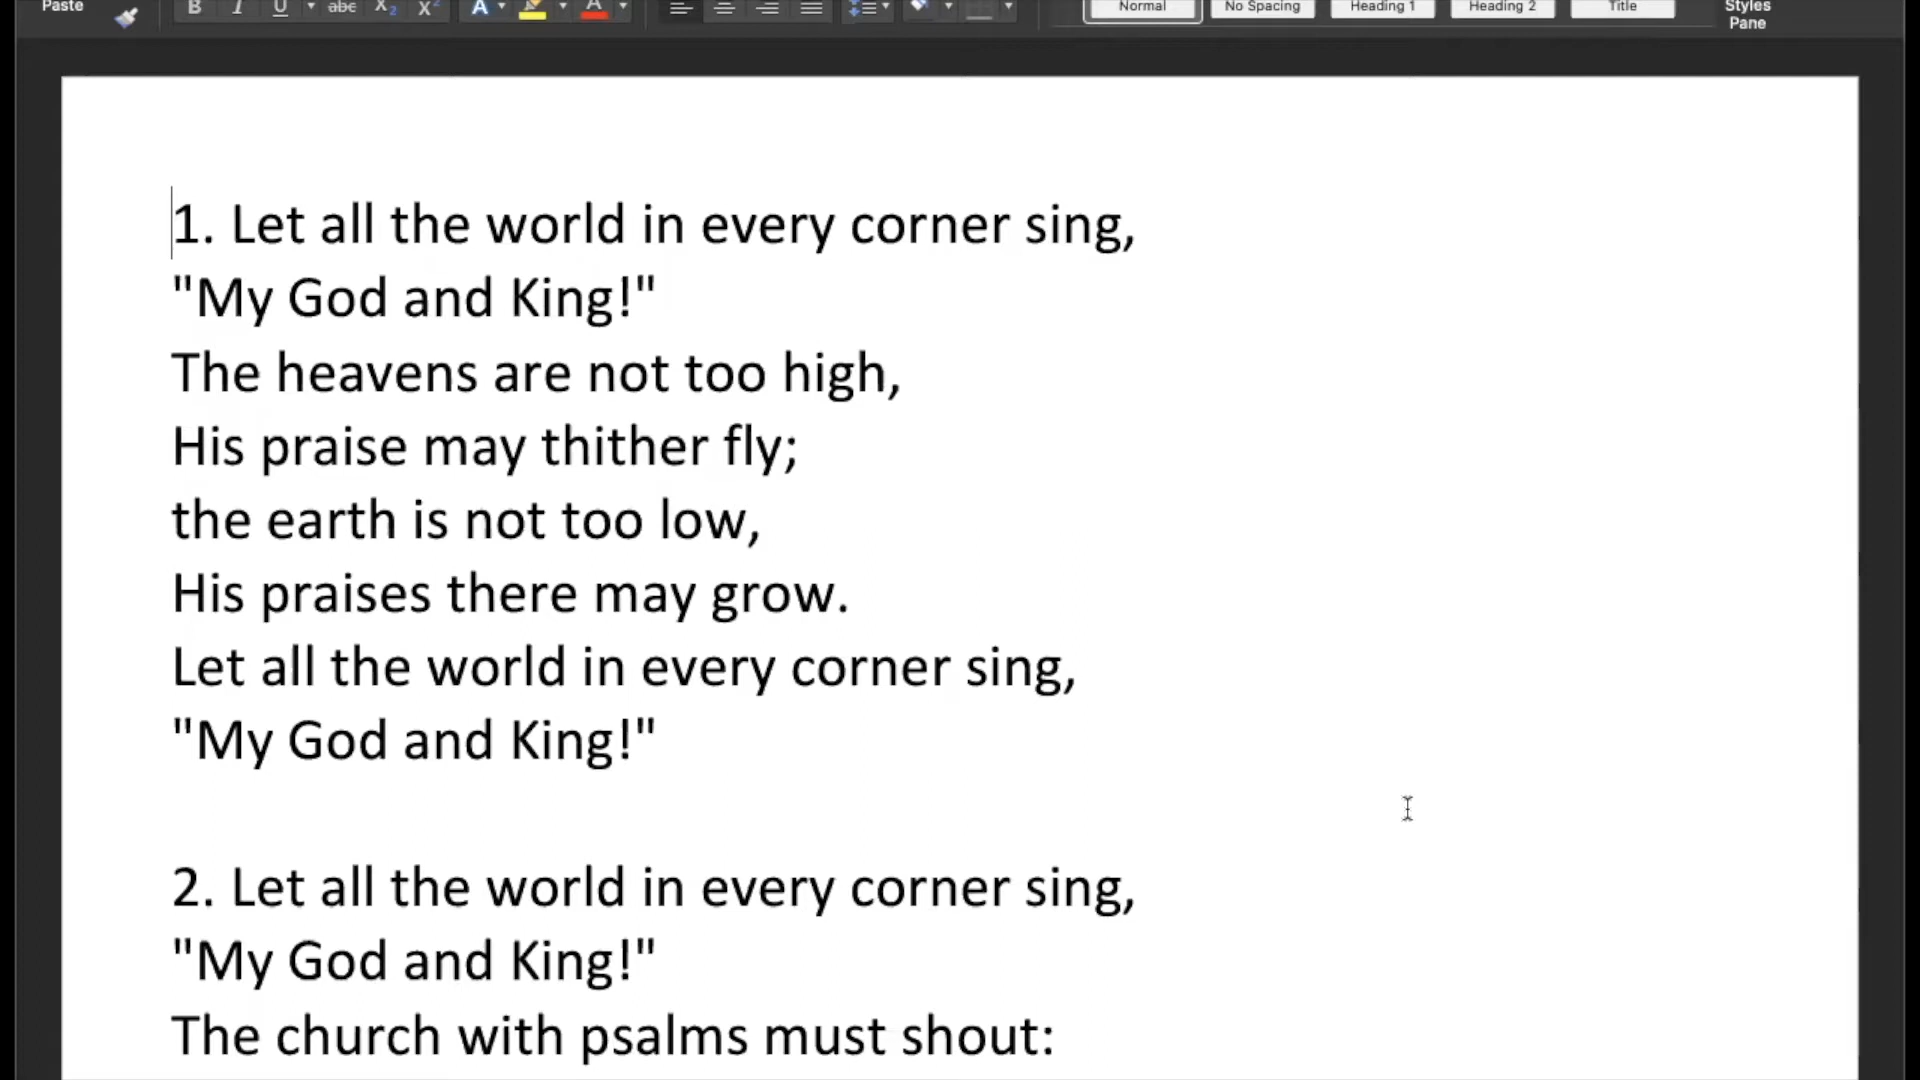 Paste
B I U abc X2 X2 A A
Normal
No Spacing
Heading 1
Heading 2
Title
Styles
Pane
1. Let all the world in every corner sing,
"My God and King!"
The heavens are not too high,
His praise may thither fly;
the earth is not too low,
His praises there may grow.
Let all the world in every corner sing,
"My God and King!"
2. Let all the world in every corner sing,
"My God and King!"
The church with psalms must shout: